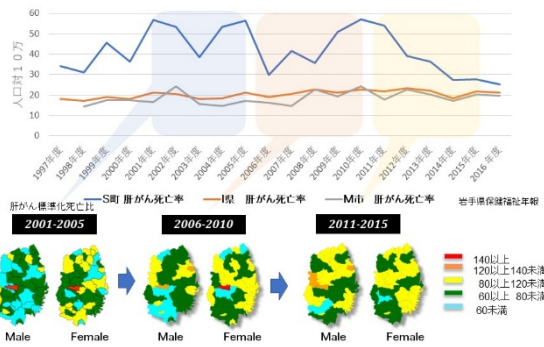 60
50
40
30
20
10
0
人口対10万
1997年度
1998年度
1999年度
2000年度
2001年度
2002年度
2003年度
2004年度
2005年度
2006年度
2007年度
2008年度
2009年度
2010年度
2011年度
2012年度
2013年度
2014年度
2015年度
2016年度
S町 肝がん死亡率
I県 肝がん死亡率
M市 肝がん死亡率
肝がん標準化死亡比
岩手県保健福祉年報
2001-2005
2006-2010
2011-2015
140以上
120以上140未満
80以上120未満
60以上 80未満
60未満
Male
Female
Male
Female
Male
Female